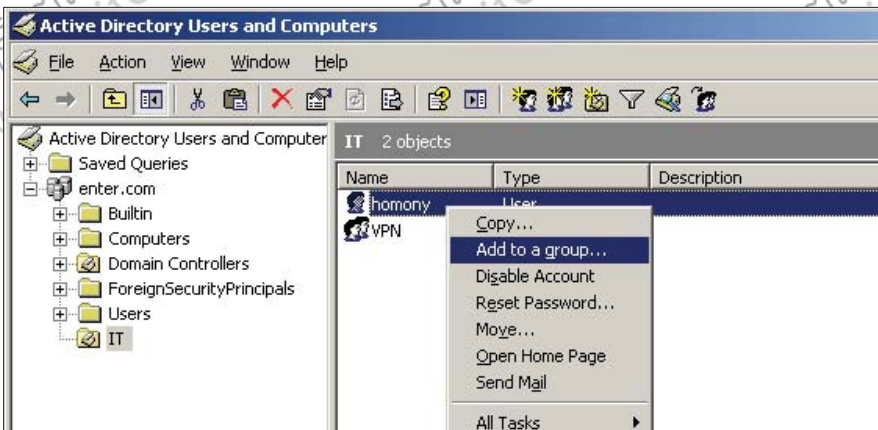 Active Directory Users and Computers
File Action View Window Help
Active Directory Users and Computer
Saved Queries
enter.com
Builtin
Computers
Domain Controllers
ForeignSecurityPrincipals
Users
IT
IT 2 objects
Name Type Description
homony User
VPN
Copy...
Add to a group...
Disable Account
Reset Password...
Move...
Open Home Page
Send Mail
All Tasks